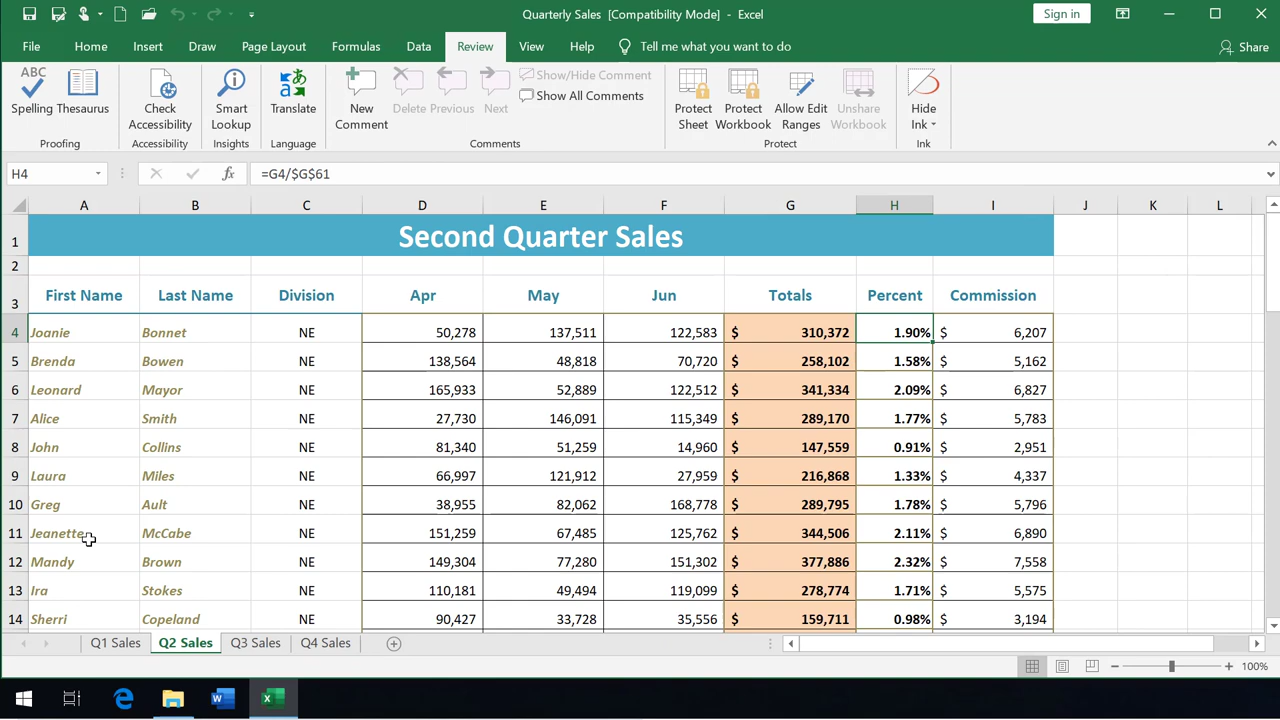 Quarterly Sales [Compatibility Mode] - Excel
Sign in
File Home Insert Draw Page Layout Formulas Data Review View Help Tell me what you want to do Share
ABC
Spelling Thesaurus Check Accessibility Smart Lookup Translate New Comment Delete Previous Next Show/Hide Comment Show All Comments Protect Sheet Protect Workbook Allow Edit Ranges Unshare Workbook Hide Ink
Proofing Accessibility Insights Language Comments Protect Ink
H4 fx =G4/$G$61
A B C D E F G H I J K L
1 Second Quarter Sales
2
3 First Name Last Name Division Apr May Jun Totals Percent Commission
4 Joanie Bonnet NE 50,278 137,511 122,583 $ 310,372 1.90% $ 6,207
5 Brenda Bowen NE 138,564 48,818 70,720 $ 258,102 1.58% $ 5,162
6 Leonard Mayor NE 165,933 52,889 122,512 $ 341,334 2.09% $ 6,827
7 Alice Smith NE 27,730 146,091 115,349 $ 289,170 1.77% $ 5,783
8 John Collins NE 81,340 51,259 14,960 $ 147,559 0.91% $ 2,951
9 Laura Miles NE 66,997 121,912 27,959 $ 216,868 1.33% $ 4,337
10 Greg Ault NE 38,955 82,062 168,778 $ 289,795 1.78% $ 5,796
11 Jeanette McCabe NE 151,259 67,485 125,762 $ 344,506 2.11% $ 6,890
12 Mandy Brown NE 149,304 77,280 151,302 $ 377,886 2.32% $ 7,558
13 Ira Stokes NE 110,181 49,494 119,099 $ 278,774 1.71% $ 5,575
14 Sherri Copeland NE 90,427 33,728 35,556 $ 159,711 0.98% $ 3,194
Q1 Sales Q2 Sales Q3 Sales Q4 Sales
100%